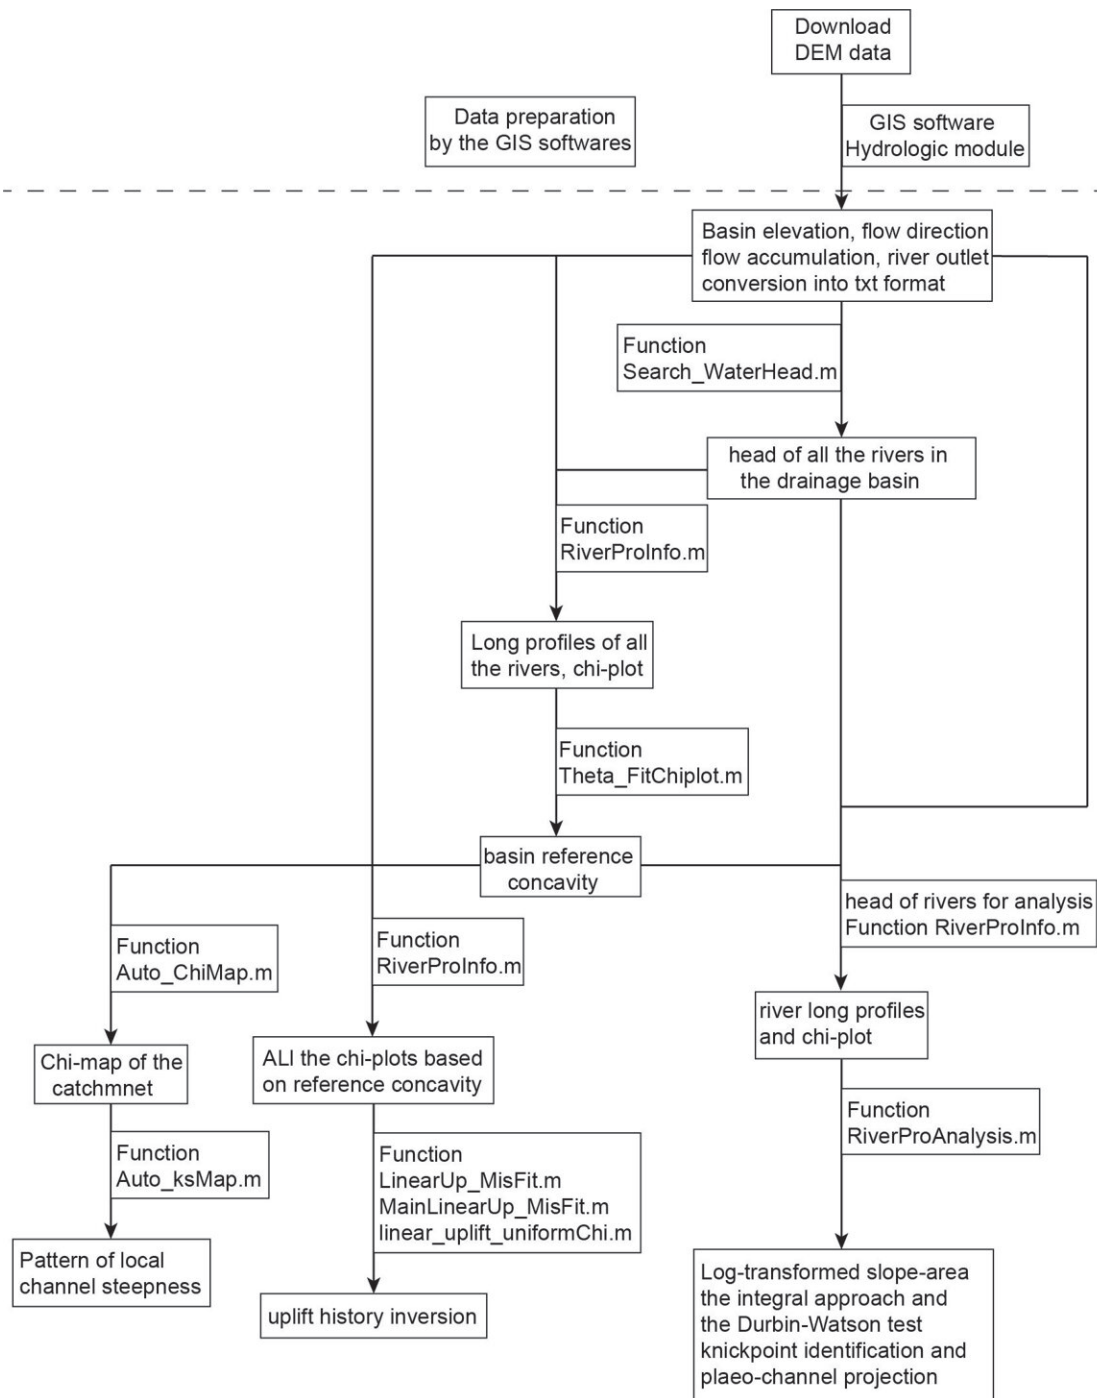 Download
DEM data
Data preparation
by the GIS softwares
GIS software
Hydrologic module
Basin elevation, flow direction
flow accumulation, river outlet
conversion into txt format
Function
Search_WaterHead.m
head of all the rivers in
the drainage basin
Function
RiverProInfo.m
Long profiles of all
the rivers, chi-plot
Function
Theta_FitChiplot.m
basin reference
concavity
head of rivers for analysis
Function RiverProInfo.m
Function
Auto_ChiMap.m
Function
RiverProInfo.m
river long profiles
and chi-plot
Chi-map of the
catchmnet
ALI the chi-plots based
on reference concavity
Function
RiverProAnalysis.m
Function
Auto_ksMap.m
Function
LinearUp_MisFit.m
MainLinearUp_MisFit.m
linear_uplift_uniformChi.m
Pattern of local
channel steepness
uplift history inversion
Log-transformed slope-area
the integral approach and
the Durbin-Watson test
knickpoint identification and
plaeo-channel projection